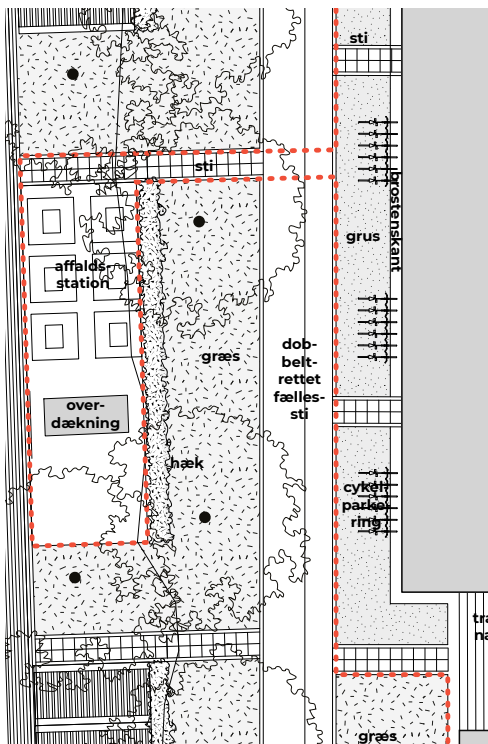 sti
sti
brostenskant
grus
affalds-
station
græs
dob-
belt-
rettet
fælles-
sti
over-
dækning
hæk
cykel-
parke-
ring
græs